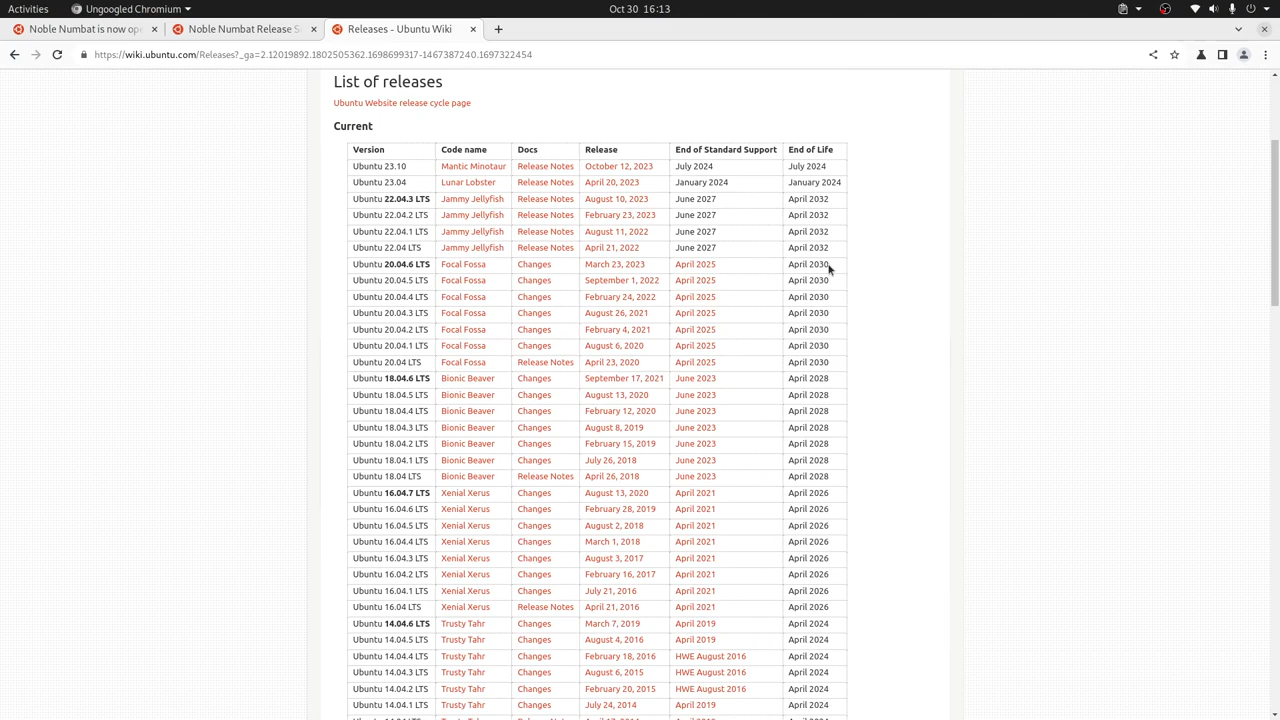 Activities Ungoogled Chromium Oct 30 16:13
Noble Numbat is now ope Noble Numbat Release S Releases - Ubuntu Wiki
https://wiki.ubuntu.com/Releases?_ga=2.12019892.1802505362.1698699317-1467387240.1697322454
List of releases
Ubuntu Website release cycle page
Current
Version Code name Docs Release End of Standard Support End of Life
Ubuntu 23.10 Mantic Minotaur Release Notes October 12, 2023 July 2024 July 2024
Ubuntu 23.04 Lunar Lobster Release Notes April 20, 2023 January 2024 January 2024
Ubuntu 22.04.3 LTS Jammy Jellyfish Release Notes August 10, 2023 June 2027 April 2032
Ubuntu 22.04.2 LTS Jammy Jellyfish Release Notes February 23, 2023 June 2027 April 2032
Ubuntu 22.04.1 LTS Jammy Jellyfish Release Notes August 11, 2022 June 2027 April 2032
Ubuntu 22.04 LTS Jammy Jellyfish Release Notes April 21, 2022 June 2027 April 2032
Ubuntu 20.04.6 LTS Focal Fossa Changes March 23, 2023 April 2025 April 2030
Ubuntu 20.04.5 LTS Focal Fossa Changes September 1, 2022 April 2025 April 2030
Ubuntu 20.04.4 LTS Focal Fossa Changes February 24, 2022 April 2025 April 2030
Ubuntu 20.04.3 LTS Focal Fossa Changes August 26, 2021 April 2025 April 2030
Ubuntu 20.04.2 LTS Focal Fossa Changes February 4, 2021 April 2025 April 2030
Ubuntu 20.04.1 LTS Focal Fossa Changes August 6, 2020 April 2025 April 2030
Ubuntu 20.04 LTS Focal Fossa Release Notes April 23, 2020 April 2025 April 2030
Ubuntu 18.04.6 LTS Bionic Beaver Changes September 17, 2021 June 2023 April 2028
Ubuntu 18.04.5 LTS Bionic Beaver Changes August 13, 2020 June 2023 April 2028
Ubuntu 18.04.4 LTS Bionic Beaver Changes February 12, 2020 June 2023 April 2028
Ubuntu 18.04.3 LTS Bionic Beaver Changes August 8, 2019 June 2023 April 2028
Ubuntu 18.04.2 LTS Bionic Beaver Changes February 15, 2019 June 2023 April 2028
Ubuntu 18.04.1 LTS Bionic Beaver Changes July 26, 2018 June 2023 April 2028
Ubuntu 18.04 LTS Bionic Beaver Release Notes April 26, 2018 June 2023 April 2028
Ubuntu 16.04.7 LTS Xenial Xerus Changes August 13, 2020 April 2021 April 2026
Ubuntu 16.04.6 LTS Xenial Xerus Changes February 28, 2019 April 2021 April 2026
Ubuntu 16.04.5 LTS Xenial Xerus Changes August 2, 2018 April 2021 April 2026
Ubuntu 16.04.4 LTS Xenial Xerus Changes March 1, 2018 April 2021 April 2026
Ubuntu 16.04.3 LTS Xenial Xerus Changes August 3, 2017 April 2021 April 2026
Ubuntu 16.04.2 LTS Xenial Xerus Changes February 16, 2017 April 2021 April 2026
Ubuntu 16.04.1 LTS Xenial Xerus Changes July 21, 2016 April 2021 April 2026
Ubuntu 16.04 LTS Xenial Xerus Release Notes April 21, 2016 April 2021 April 2026
Ubuntu 14.04.6 LTS Trusty Tahr Changes March 7, 2019 April 2019 April 2024
Ubuntu 14.04.5 LTS Trusty Tahr Changes August 4, 2016 April 2019 April 2024
Ubuntu 14.04.4 LTS Trusty Tahr Changes February 18, 2016 HWE August 2016 April 2024
Ubuntu 14.04.3 LTS Trusty Tahr Changes August 6, 2015 HWE August 2016 April 2024
Ubuntu 14.04.2 LTS Trusty Tahr Changes February 20, 2015 HWE August 2016 April 2024
Ubuntu 14.04.1 LTS Trusty Tahr Changes July 24, 2014 April 2019 April 2024